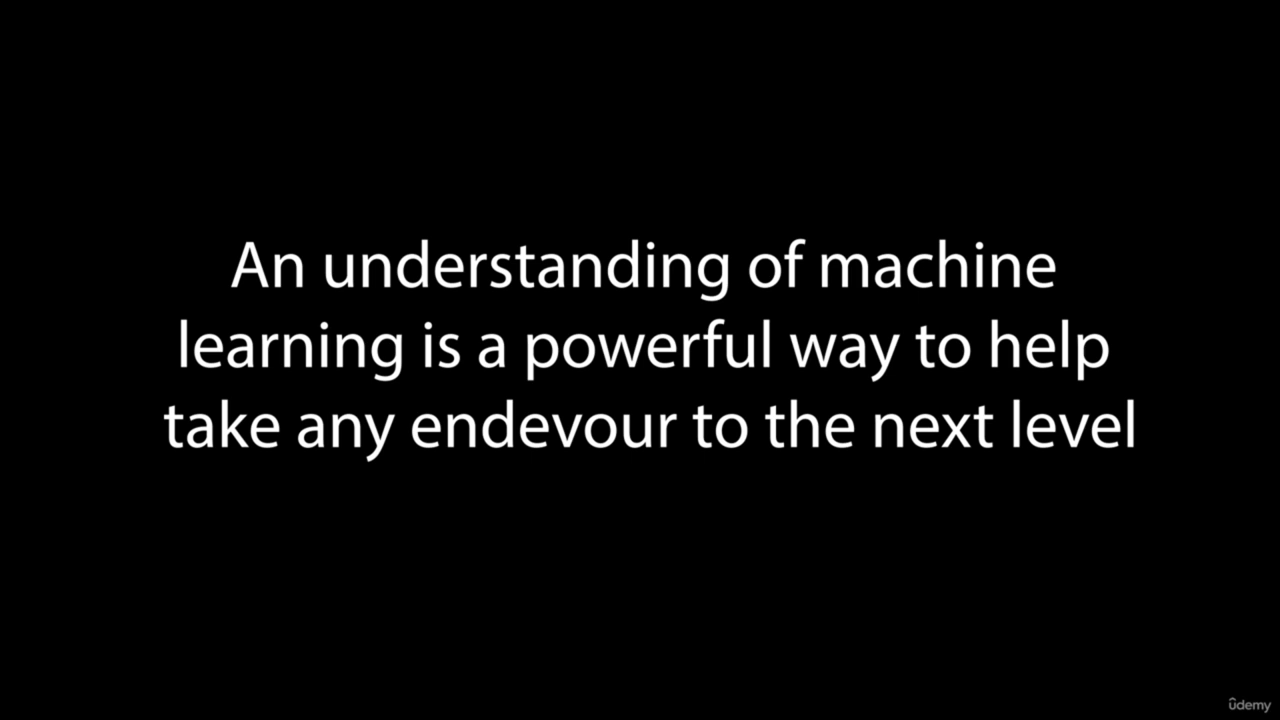 An understanding of machine
learning is a powerful way to help
take any endevour to the next level
ûdemy